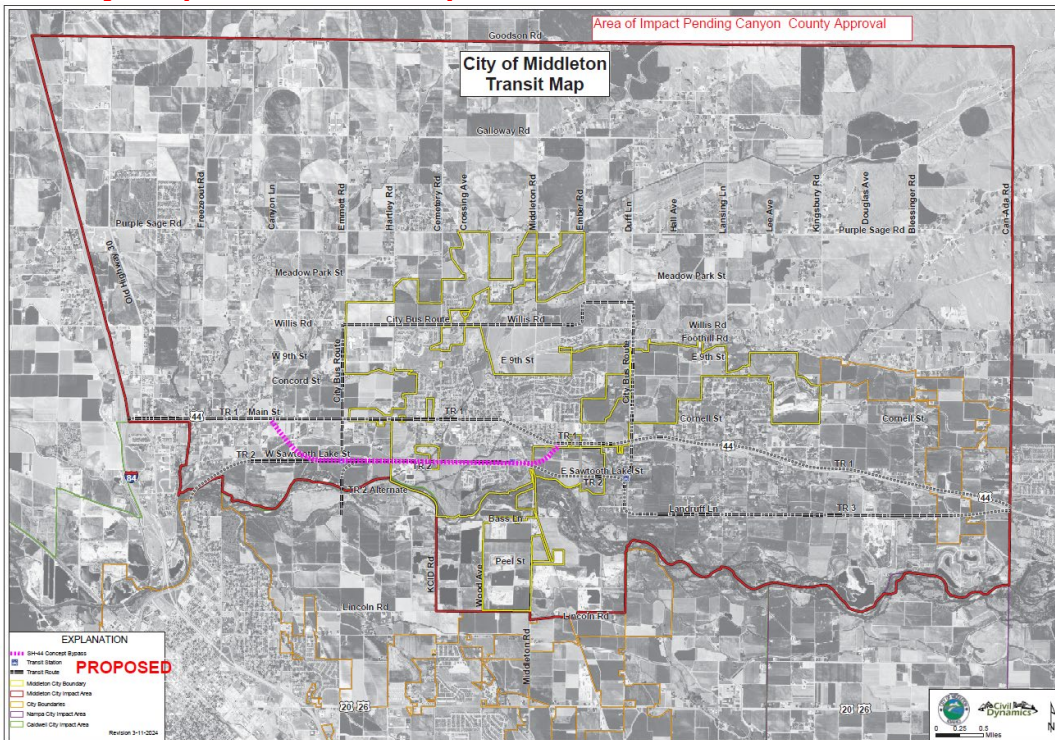 Area of Impact Pending Canyon County Approval
Goodson Rd
City of Middleton
Transit Map
Galloway Rd
Freezeout Rd
Canyon Ln
Emmett Rd
Hartley Rd
Cemetery Rd
Crossing Ave
Middleton Rd
Ember Rd
Duff Ln
Hall Ave
Lansing Ln
Lee Ave
Kingsbury Rd
Douglas Ave
Blessinger Rd
Can-Ada Rd
Purple Sage Rd
Purple Sage Rd
Old Highway 30
Meadow Park St
Meadow Park St
City Bus Route
Willis Rd
Willis Rd
Willis Rd
Foothill Rd
W 9th St
E 9th St
E 9th St
Concord St
City Bus Route
City Bus Route
TR 1
44
Main St
TR 1
Cornell St
Cornell St
TR 1
44
TR 1
TR 2
W Sawtooth Lake St
TR 2
E Sawtooth Lake St
TR 2
84
TR 2 Alternate
44
Bass Ln
Landruff Ln
TR 3
KCID Rd
Wood Ave
Peel St
Lincoln Rd
Lincoln Rd
Middleton Rd
20 26
20 26
EXPLANATION
SH-44 Concept Bypass
Transit Station
PROPOSED
Transit Route
Middleton City Boundary
Middleton City Impact Area
City Boundaries
Nampa City Impact Area
Caldwell City Impact Area
Revision 3-11-2024
Civil
Dynamics
0 0.25 0.5
Miles
N